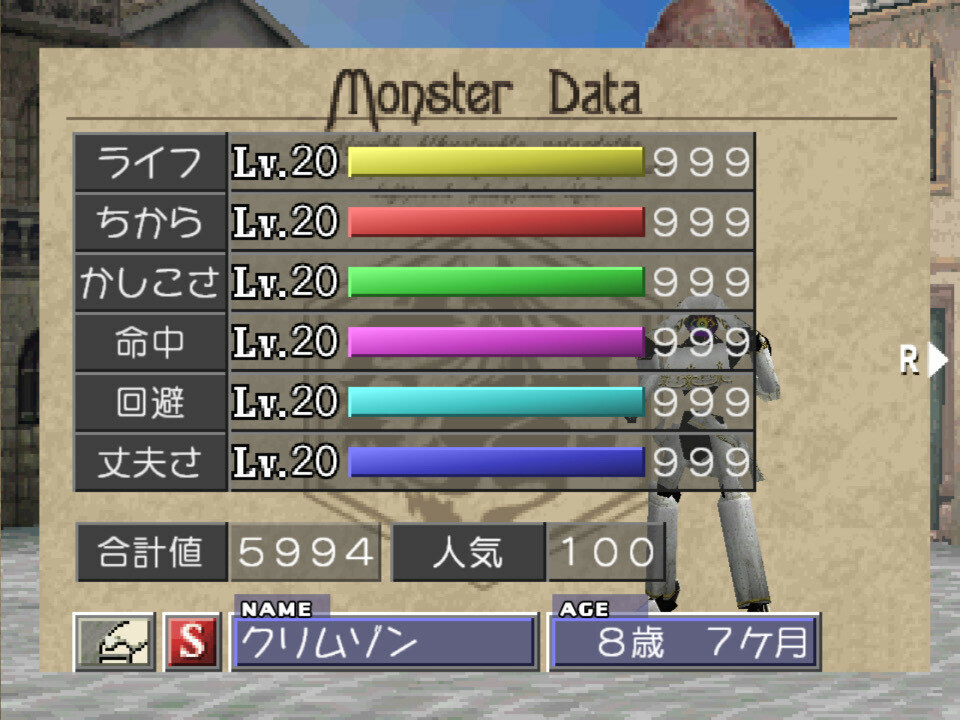 Monster Data
ライフ Lv.20 999
ちから Lv.20 999
かしこさ Lv.20 999
命中 Lv.20 999
回避 Lv.20 999
丈夫さ Lv.20 999
R
合計値 5994 人気 100
NAME AGE
S クリムゾン 8歳 7ケ月